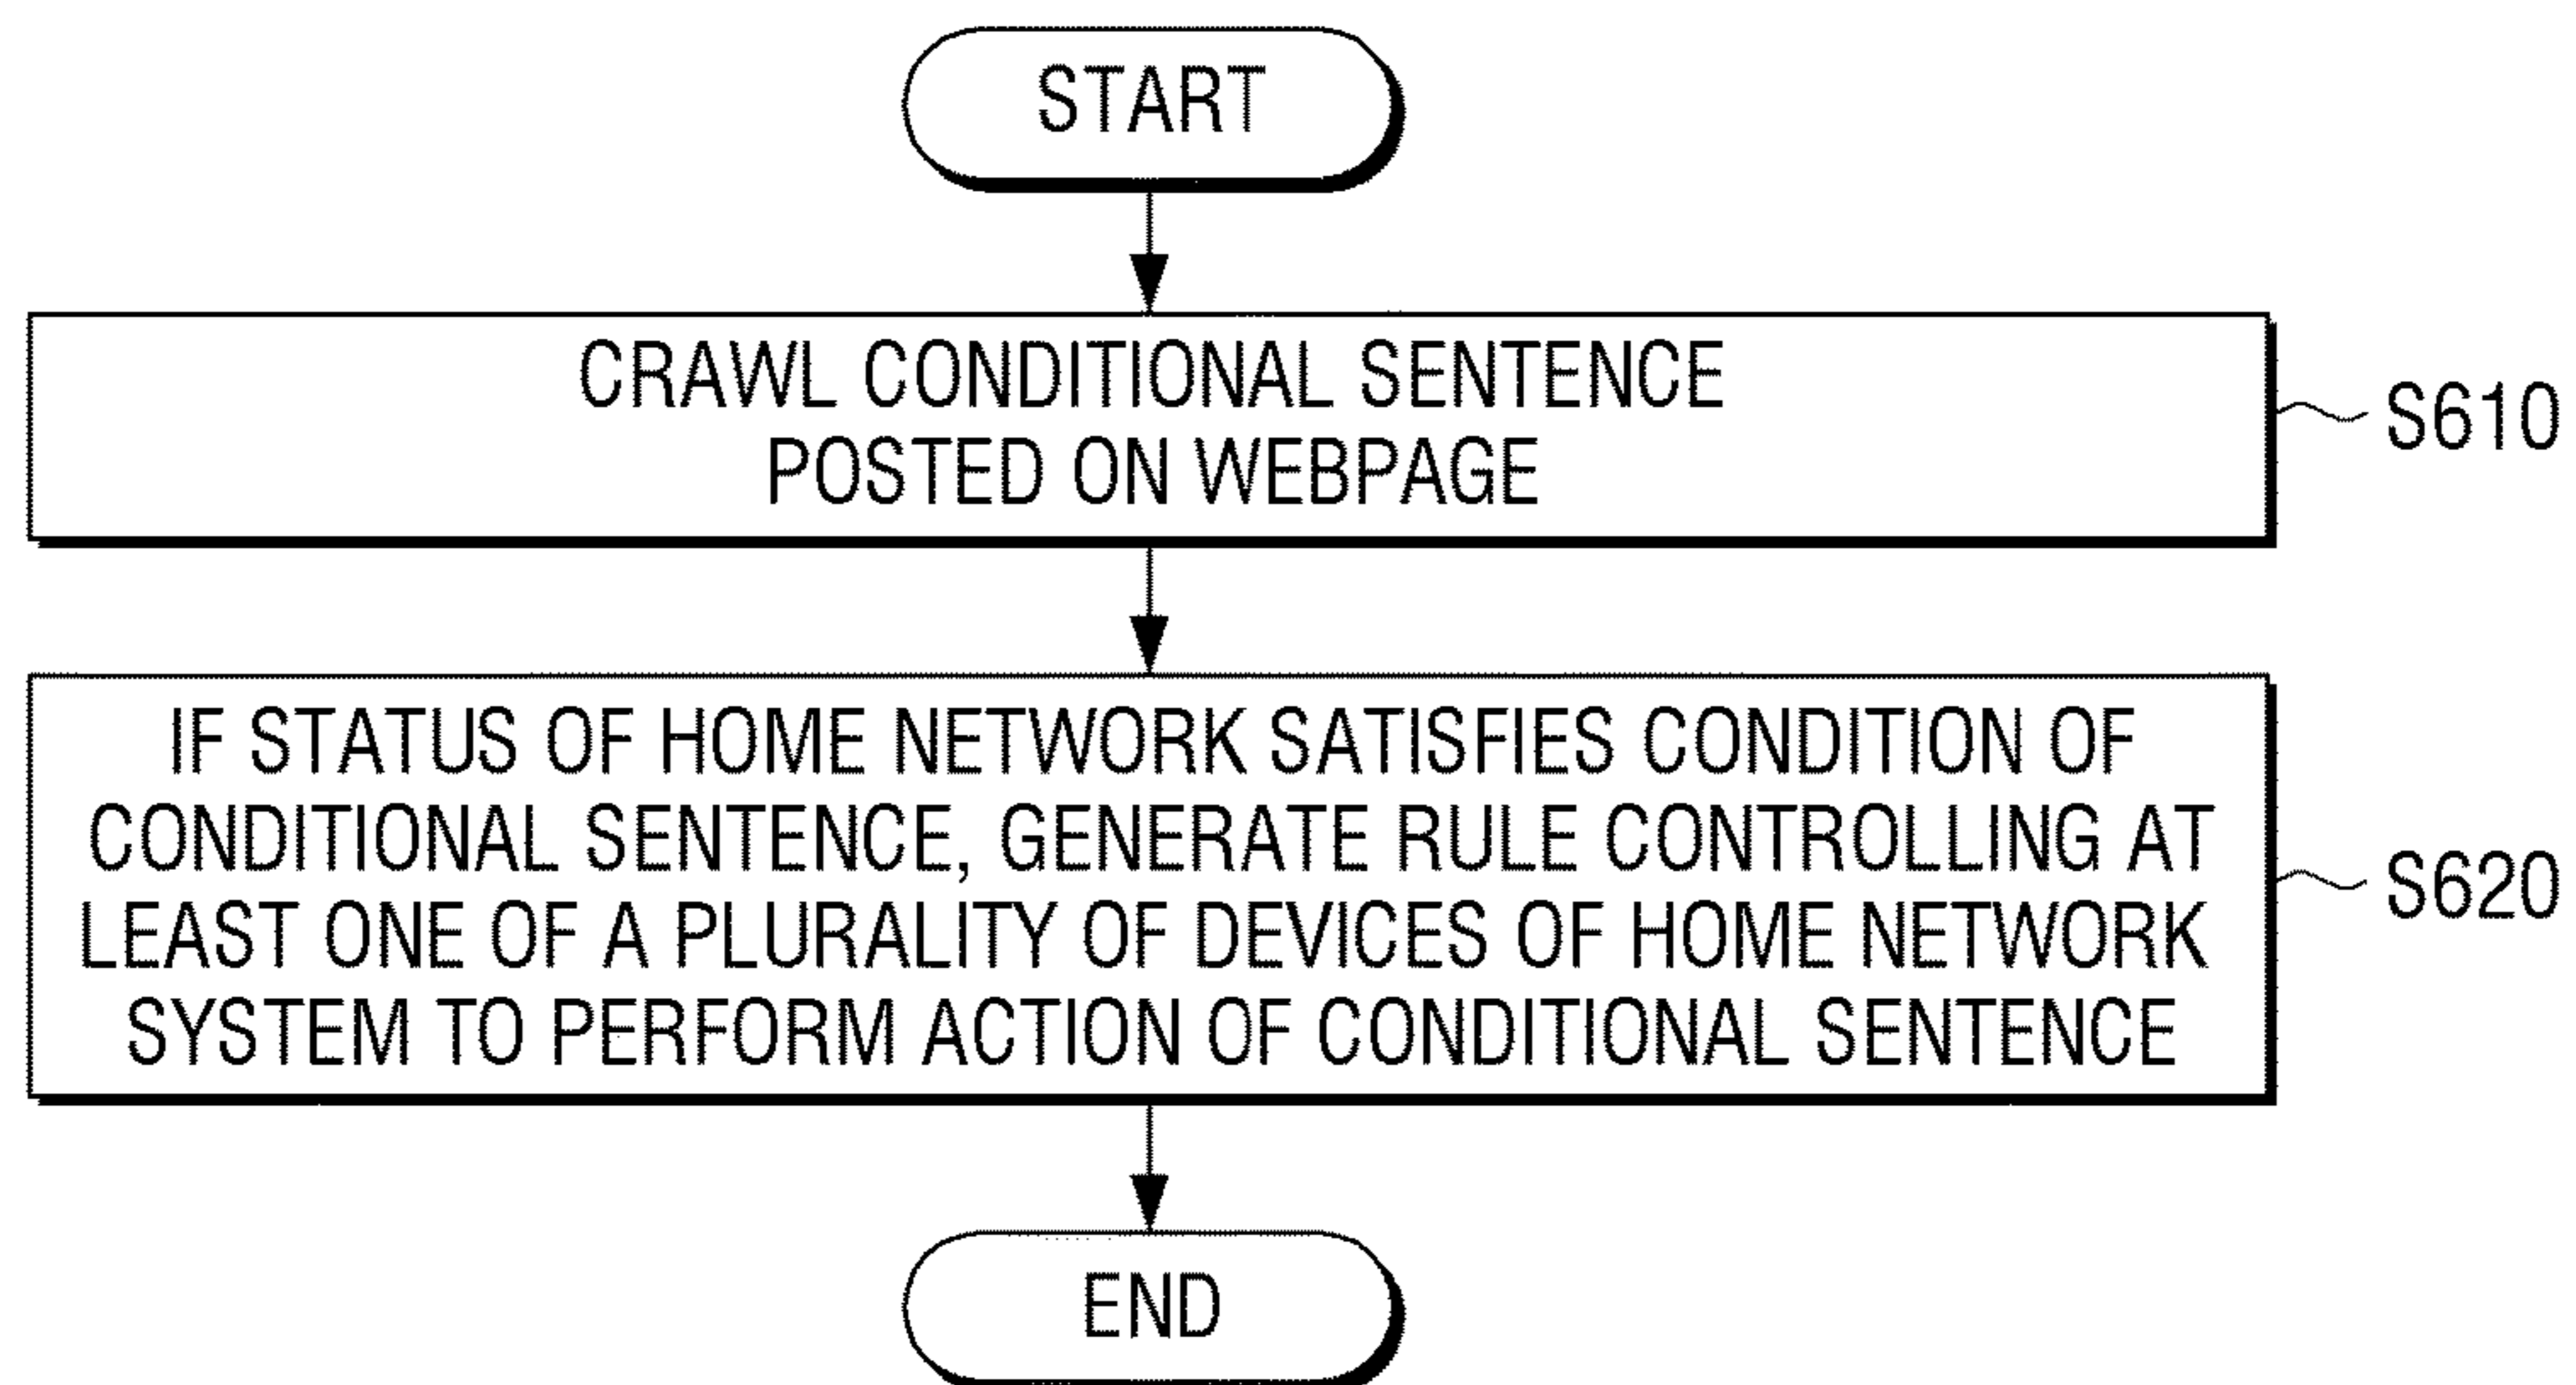 START
CRAWL CONDITIONAL SENTENCE
POSTED ON WEBPAGE
S610
IF STATUS OF HOME NETWORK SATISFIES CONDITION OF
CONDITIONAL SENTENCE, GENERATE RULE CONTROLLING AT
LEAST ONE OF A PLURALITY OF DEVICES OF HOME NETWORK
SYSTEM TO PERFORM ACTION OF CONDITIONAL SENTENCE
S620
END